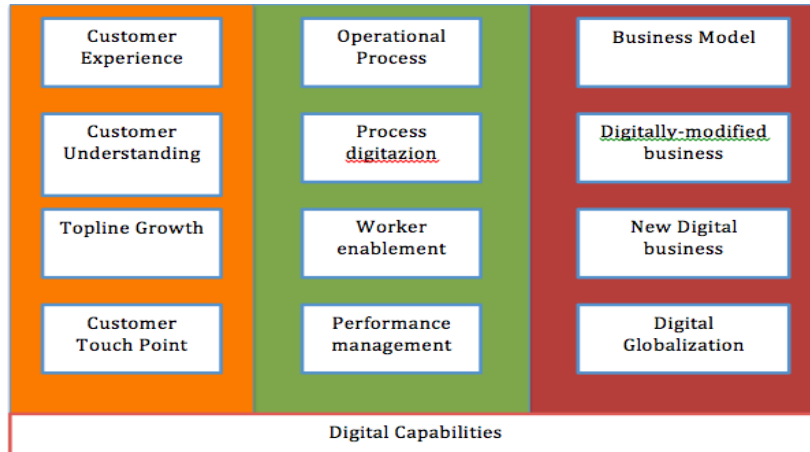 Customer
Experience
Customer
Understanding
Topline Growth
Customer
Touch Point
Operational
Process
Process
digitazion
Worker
enablement
Performance
management
Business Model
Digitally-modified
business
New Digital
business
Digital
Globalization
Digital Capabilities